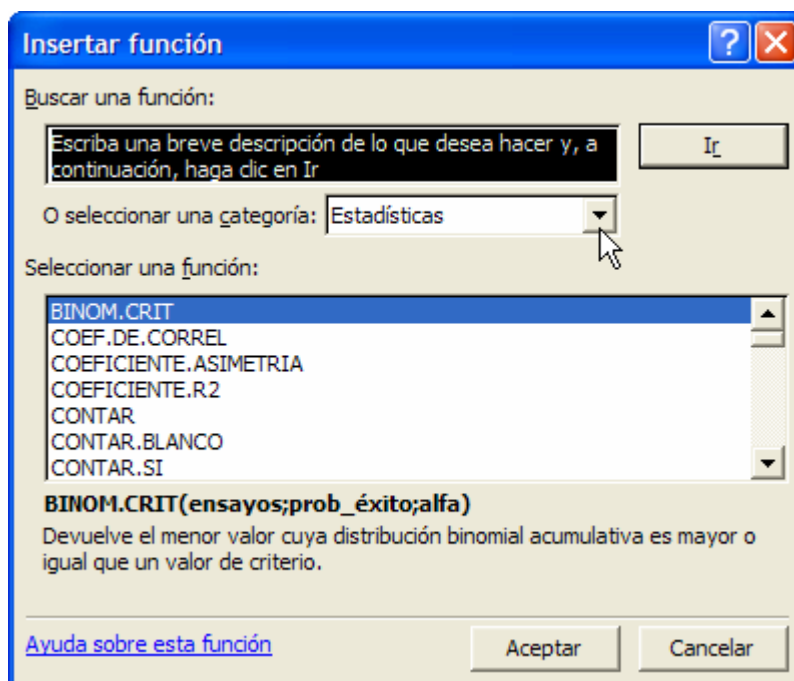 Insertar función
Buscar una función:
Escriba una breve descripción de lo que desea hacer y, a
continuación, haga clic en Ir
Ir
O seleccionar una categoría: Estadísticas
Seleccionar una función:
BINOM.CRIT
COEF.DE.CORREL
COEFICIENTE.ASIMETRIA
COEFICIENTE.R2
CONTAR
CONTAR.BLANCO
CONTAR.SI
BINOM.CRIT(ensayos;prob_éxito;alfa)
Devuelve el menor valor cuya distribución binomial acumulativa es mayor o
igual que un valor de criterio.
Ayuda sobre esta función
Aceptar
Cancelar